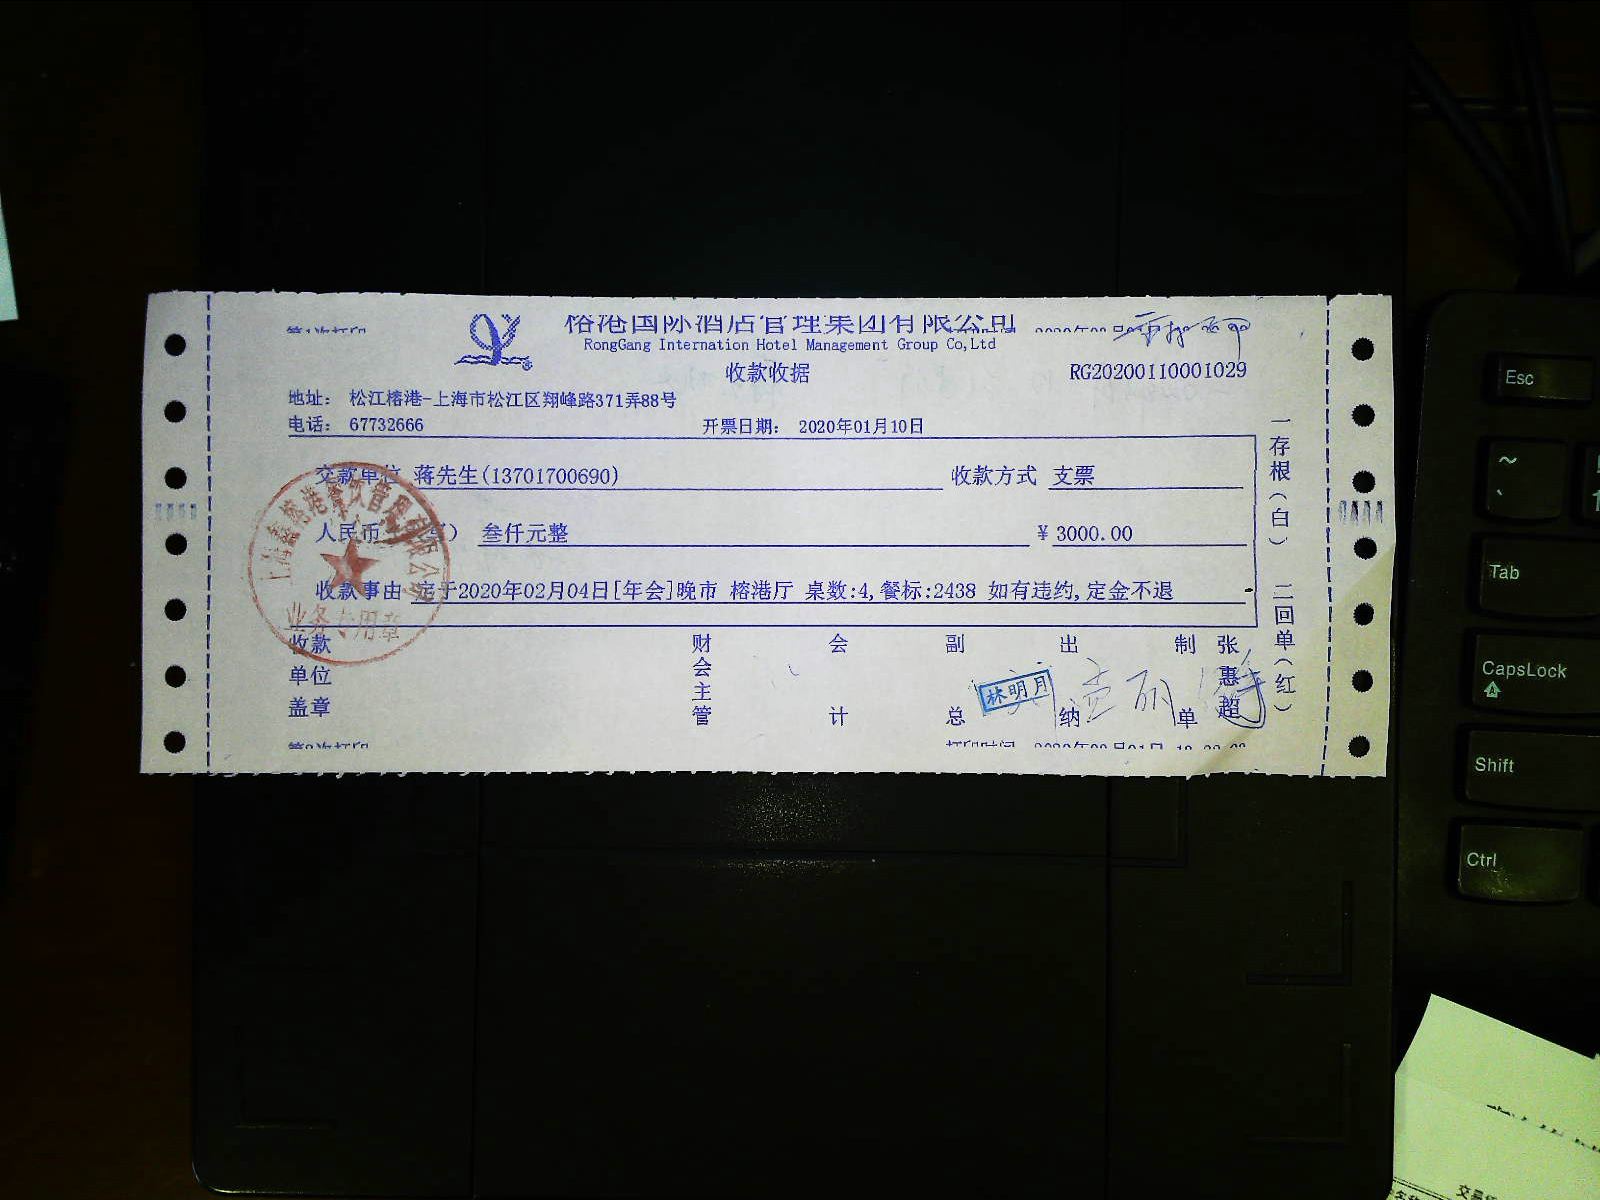 榕港国际酒店管理集团有限公司
RongGang Internation Hotel Management Group Co,Ltd
收款收据
RG20200110001029
地址: 松江榕港-上海市松江区翔峰路371弄88号
电话: 67732666
开票日期: 2020年01月10日
交款单位 蒋先生(13701700690)
收款方式 支票
人民币 写) 叁仟元整
¥ 3000.00
收款事由 定于2020年02月04日[年会]晚市 榕港厅 桌数:4,餐标:2438 如有违约,定金不退
收款单位盖章
财会主管
会计
副总
出纳
制单
张惠超
林明月
一存根(白) 二回单(红)
业务专用章
Esc
~
Tab
CapsLock
Shift
Ctrl